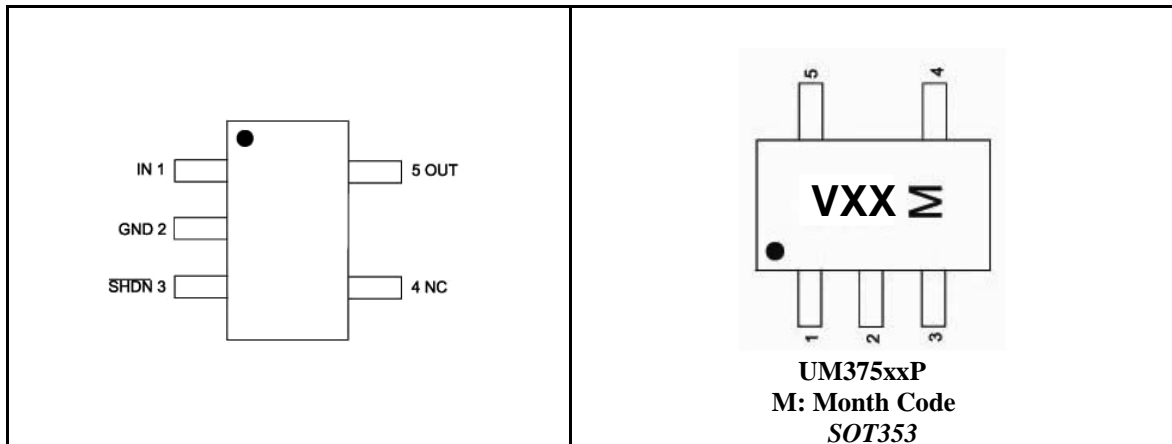 IN 1
GND 2
SHDN 3
5 OUT
4 NC
5
4
VXX M
1
2
3
UM375xxP
M: Month Code
SOT353